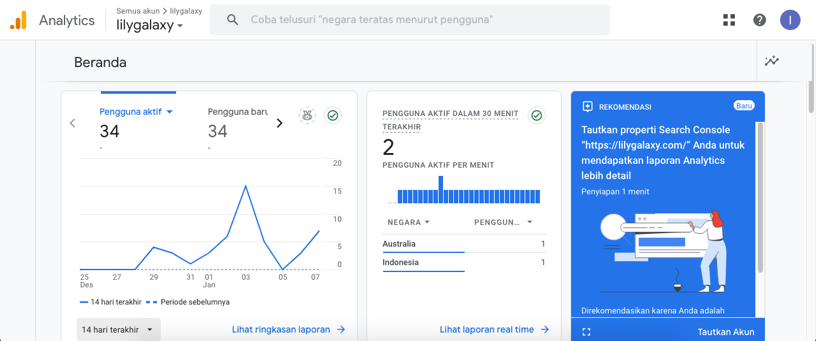 Analytics
Semua akun > lilygalaxy
lilygalaxy
Coba telusuri "negara teratas menurut pengguna"
I
Beranda
Pengguna aktif
34
-
Pengguna baru
34
-
20
15
10
5
0
25
Des
27
29
31
01
Jan
03
05
07
14 hari terakhir
Periode sebelumnya
14 hari terakhir
Lihat ringkasan laporan
PENGGUNA AKTIF DALAM 30 MENIT
TERAKHIR
2
PENGGUNA AKTIF PER MENIT
NEGARA
PENGGUN...
Australia 1
Indonesia 1
Lihat laporan real time
REKOMENDASI
Baru
Tautkan properti Search Console
"https://lilygalaxy.com/" Anda untuk
mendapatkan laporan Analytics
lebih detail
Penyiapan 1 menit
Direkomendasikan karena Anda adalah
Tautkan Akun